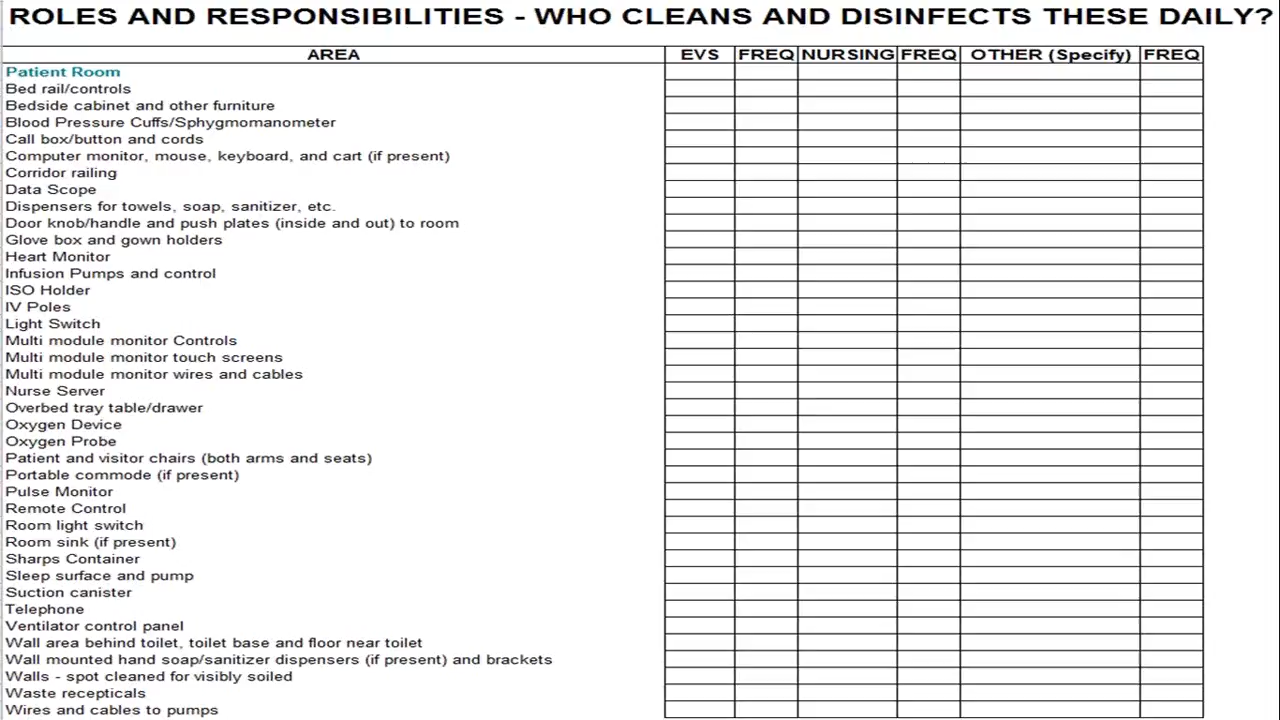 ROLES AND RESPONSIBILITIES - WHO CLEANS AND DISINFECTS THESE DAILY?
AREA EVS FREQ NURSING FREQ OTHER (Specify) FREQ
Patient Room
Bed rail/controls
Bedside cabinet and other furniture
Blood Pressure Cuffs/Sphygmomanometer
Call box/button and cords
Computer monitor, mouse, keyboard, and cart (if present)
Corridor railing
Data Scope
Dispensers for towels, soap, sanitizer, etc.
Door knob/handle and push plates (inside and out) to room
Glove box and gown holders
Heart Monitor
Infusion Pumps and control
ISO Holder
IV Poles
Light Switch
Multi module monitor Controls
Multi module monitor touch screens
Multi module monitor wires and cables
Nurse Server
Overbed tray table/drawer
Oxygen Device
Oxygen Probe
Patient and visitor chairs (both arms and seats)
Portable commode (if present)
Pulse Monitor
Remote Control
Room light switch
Room sink (if present)
Sharps Container
Sleep surface and pump
Suction canister
Telephone
Ventilator control panel
Wall area behind toilet, toilet base and floor near toilet
Wall mounted hand soap/sanitizer dispensers (if present) and brackets
Walls - spot cleaned for visibly soiled
Waste recepticals
Wires and cables to pumps